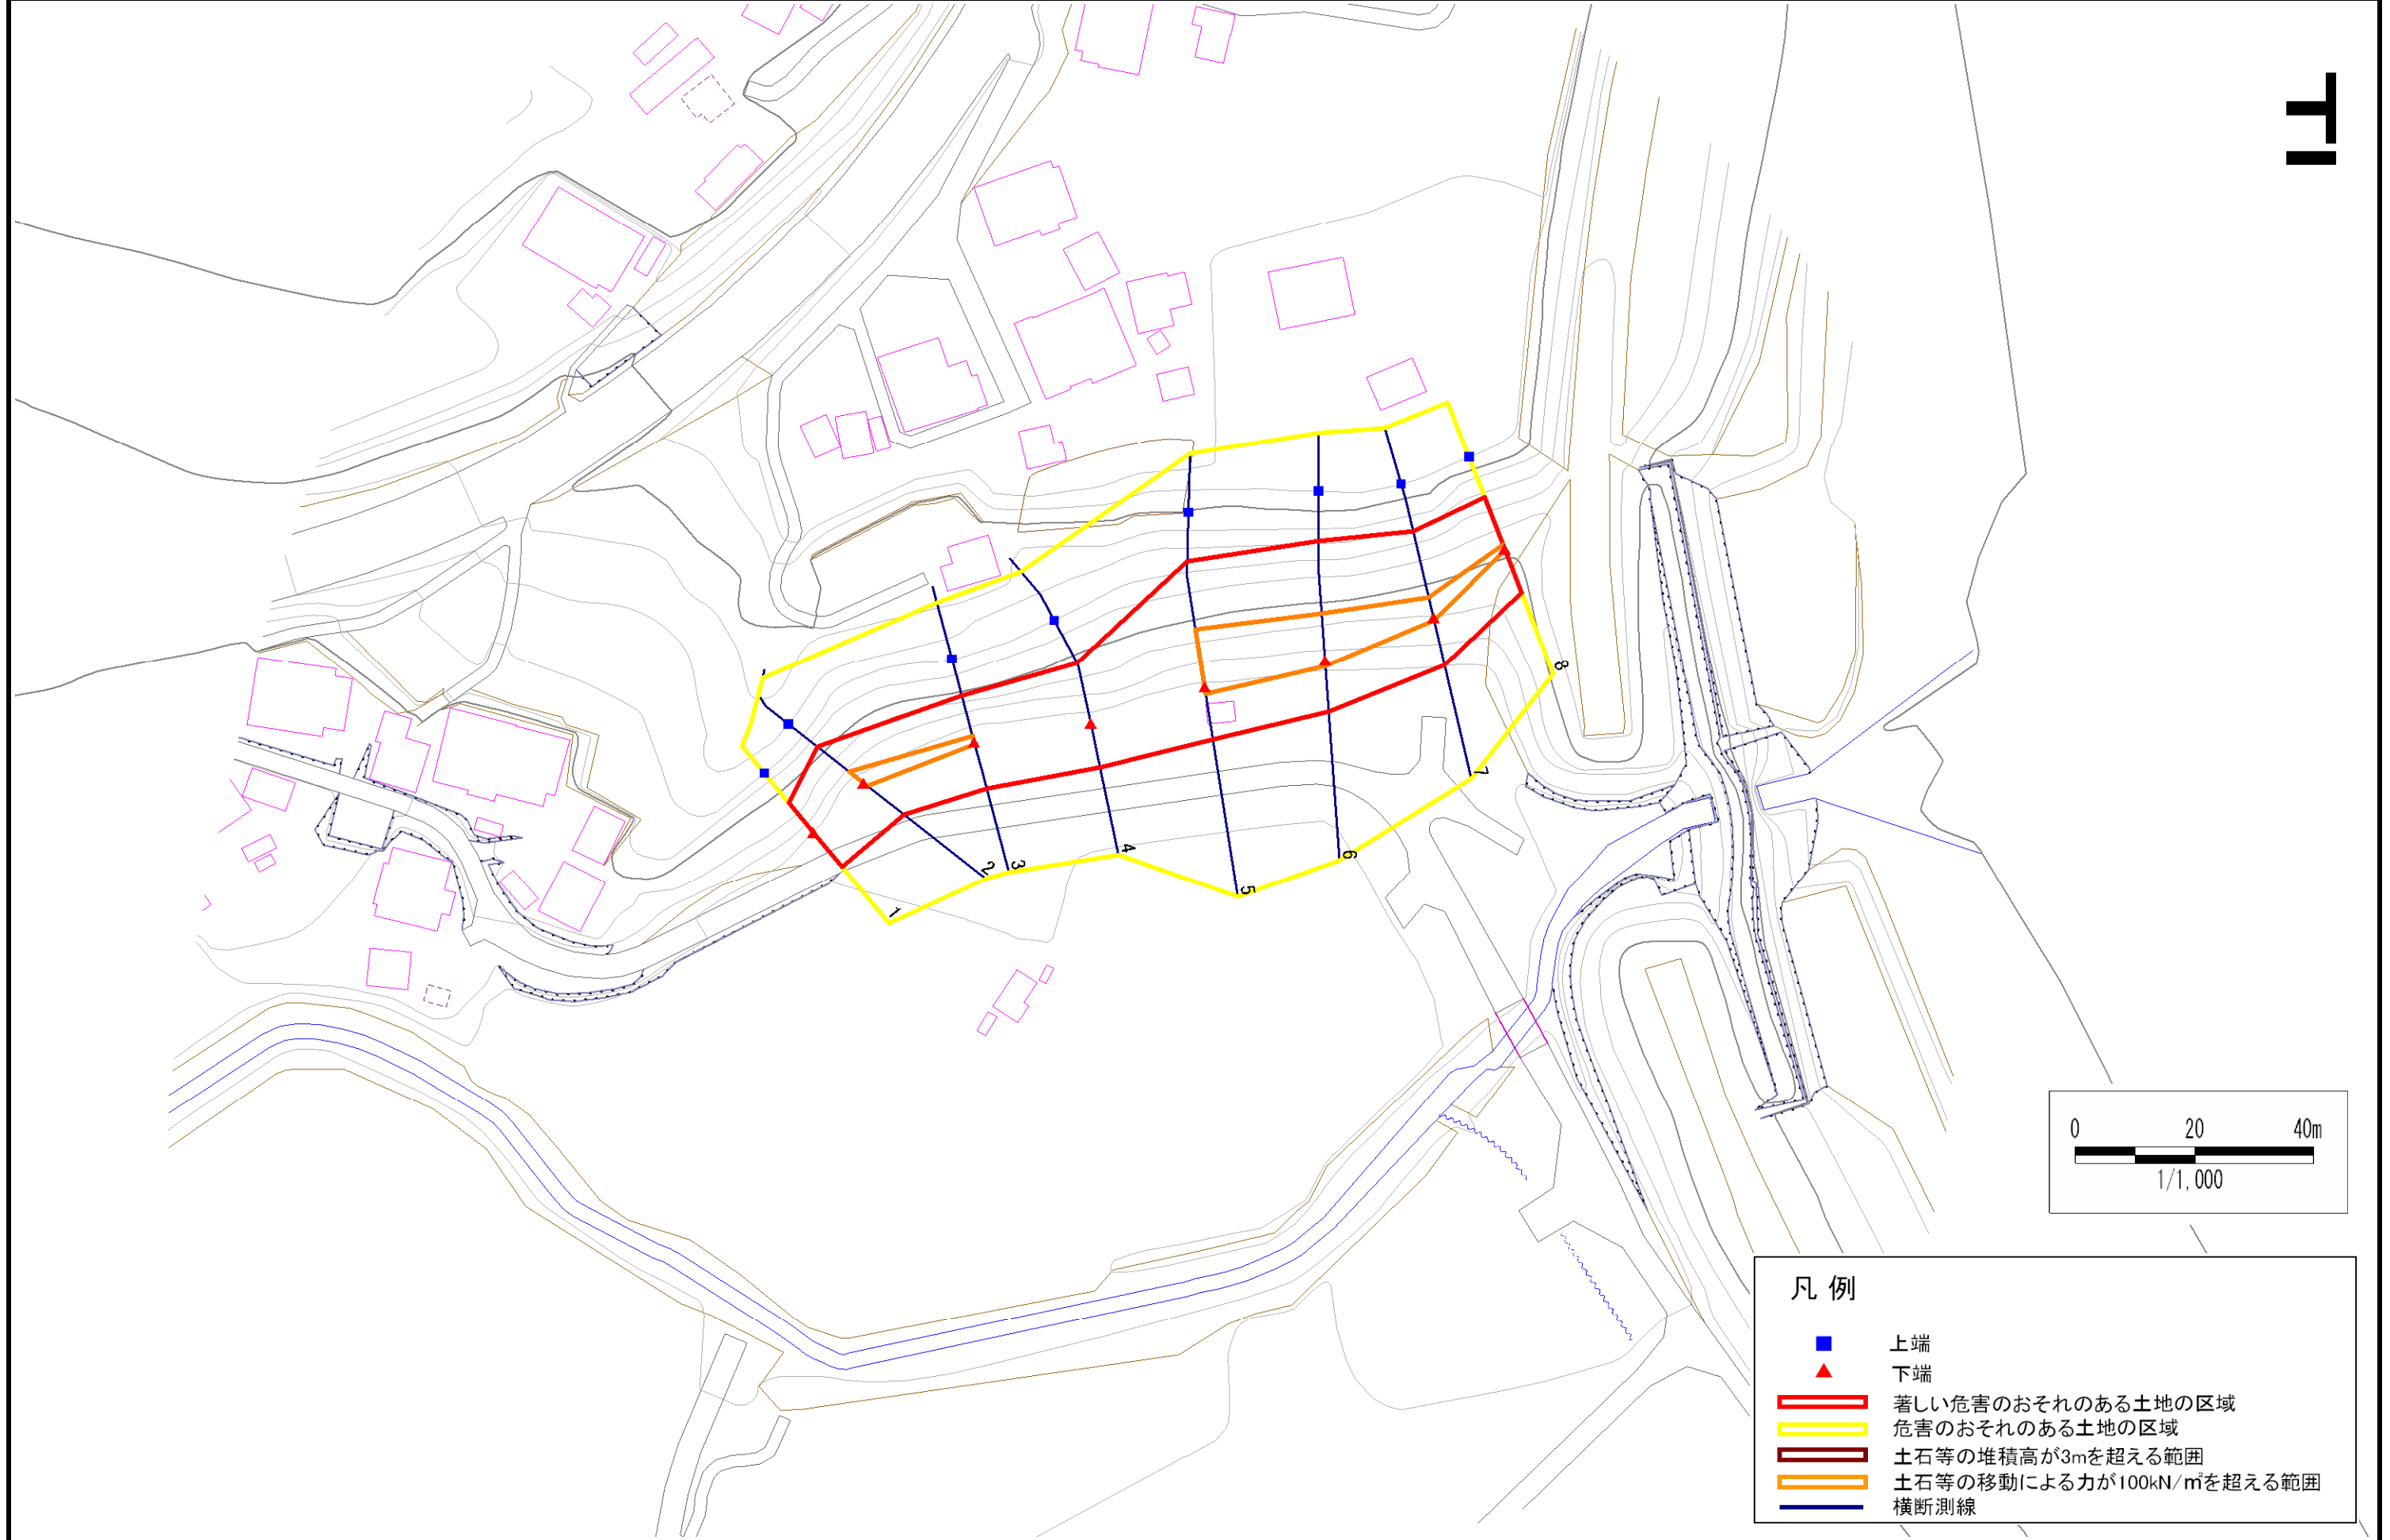 1
2
3
4
5
6
7
8
0 20 40m
1/1,000
凡 例
上端
下端
著しい危害のおそれのある土地の区域
危害のおそれのある土地の区域
土石等の堆積高が3mを超える範囲
土石等の移動による力が100kN/㎡を超える範囲
横断測線